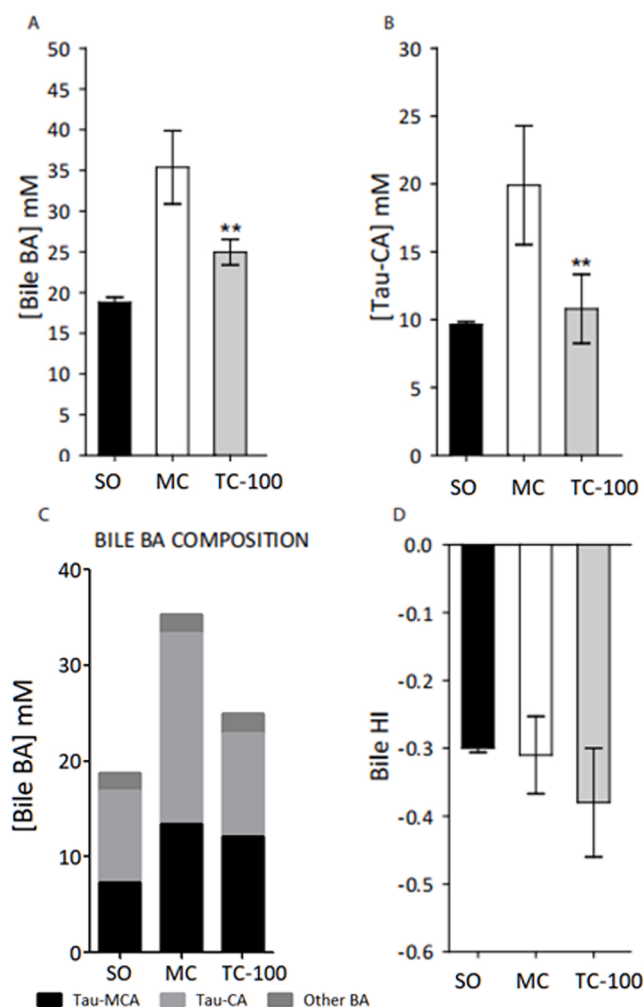 A
[Bile BA] mM
50
45
40
35
30
25
20
15
10
5
0
**
SO MC TC-100
B
[Tau-CA] mM
30
25
20
15
10
5
0
**
SO MC TC-100
C
BILE BA COMPOSITION
[Bile BA] mM
40
30
20
10
0
SO MC TC-100
Tau-MCA Tau-CA Other BA
D
Bile HI
0.0
-0.1
-0.2
-0.3
-0.4
-0.5
-0.6
SO MC TC-100